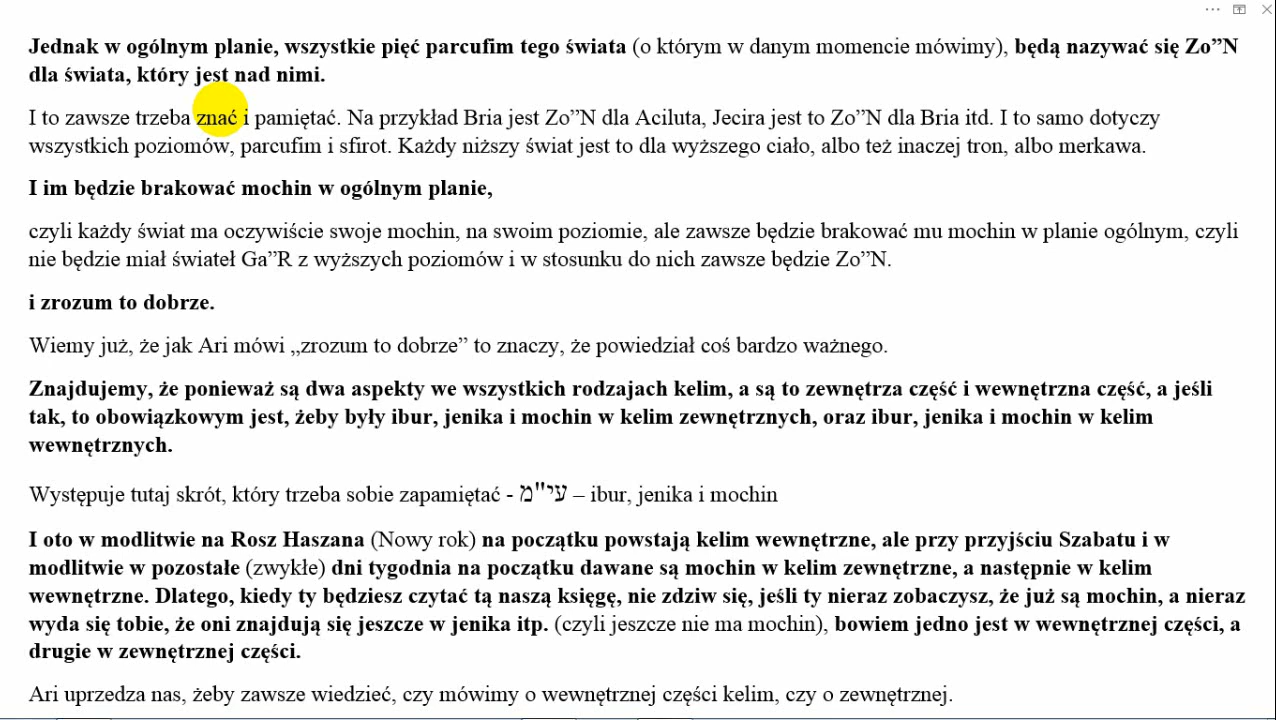 Jednak w ogólnym planie, wszystkie pięć parcufim tego świata (o którym w danym momencie mówimy), będą nazywać się Zo”N
dla świata, który jest nad nimi.
I to zawsze trzeba znać i pamiętać. Na przykład Bria jest Zo”N dla Aciluta, Jecira jest to Zo”N dla Bria itd. I to samo dotyczy
wszystkich poziomów, parcufim i sfirot. Każdy niższy świat jest to dla wyższego ciało, albo też inaczej tron, albo merkawa.
I im będzie brakować mochin w ogólnym planie,
czyli każdy świat ma oczywiście swoje mochin, na swoim poziomie, ale zawsze będzie brakować mu mochin w planie ogólnym, czyli
nie będzie miał świateł Ga”R z wyższych poziomów i w stosunku do nich zawsze będzie Zo”N.
i zrozum to dobrze.
Wiemy już, że jak Ari mówi „zrozum to dobrze” to znaczy, że powiedział coś bardzo ważnego.
Znajdujemy, że ponieważ są dwa aspekty we wszystkich rodzajach kelim, a są to zewnętrza część i wewnętrzna część, a jeśli
tak, to obowiązkowym jest, żeby były ibur, jenika i mochin w kelim zewnętrznych, oraz ibur, jenika i mochin w kelim
wewnętrznych.
Występuje tutaj skrót, który trzeba sobie zapamiętać - עי"מ – ibur, jenika i mochin
I oto w modlitwie na Rosz Haszana (Nowy rok) na początku powstają kelim wewnętrzne, ale przy przyjściu Szabatu i w
modlitwie w pozostałe (zwykłe) dni tygodnia na początku dawane są mochin w kelim zewnętrzne, a następnie w kelim
wewnętrzne. Dlatego, kiedy ty będziesz czytać tą naszą księgę, nie zdziw się, jeśli ty nieraz zobaczysz, że już są mochin, a nieraz
wyda się tobie, że oni znajdują się jeszcze w jenika itp. (czyli jeszcze nie ma mochin), bowiem jedno jest w wewnętrznej części, a
drugie w zewnętrznej części.
Ari uprzedza nas, żeby zawsze wiedzieć, czy mówimy o wewnętrznej części kelim, czy o zewnętrznej.